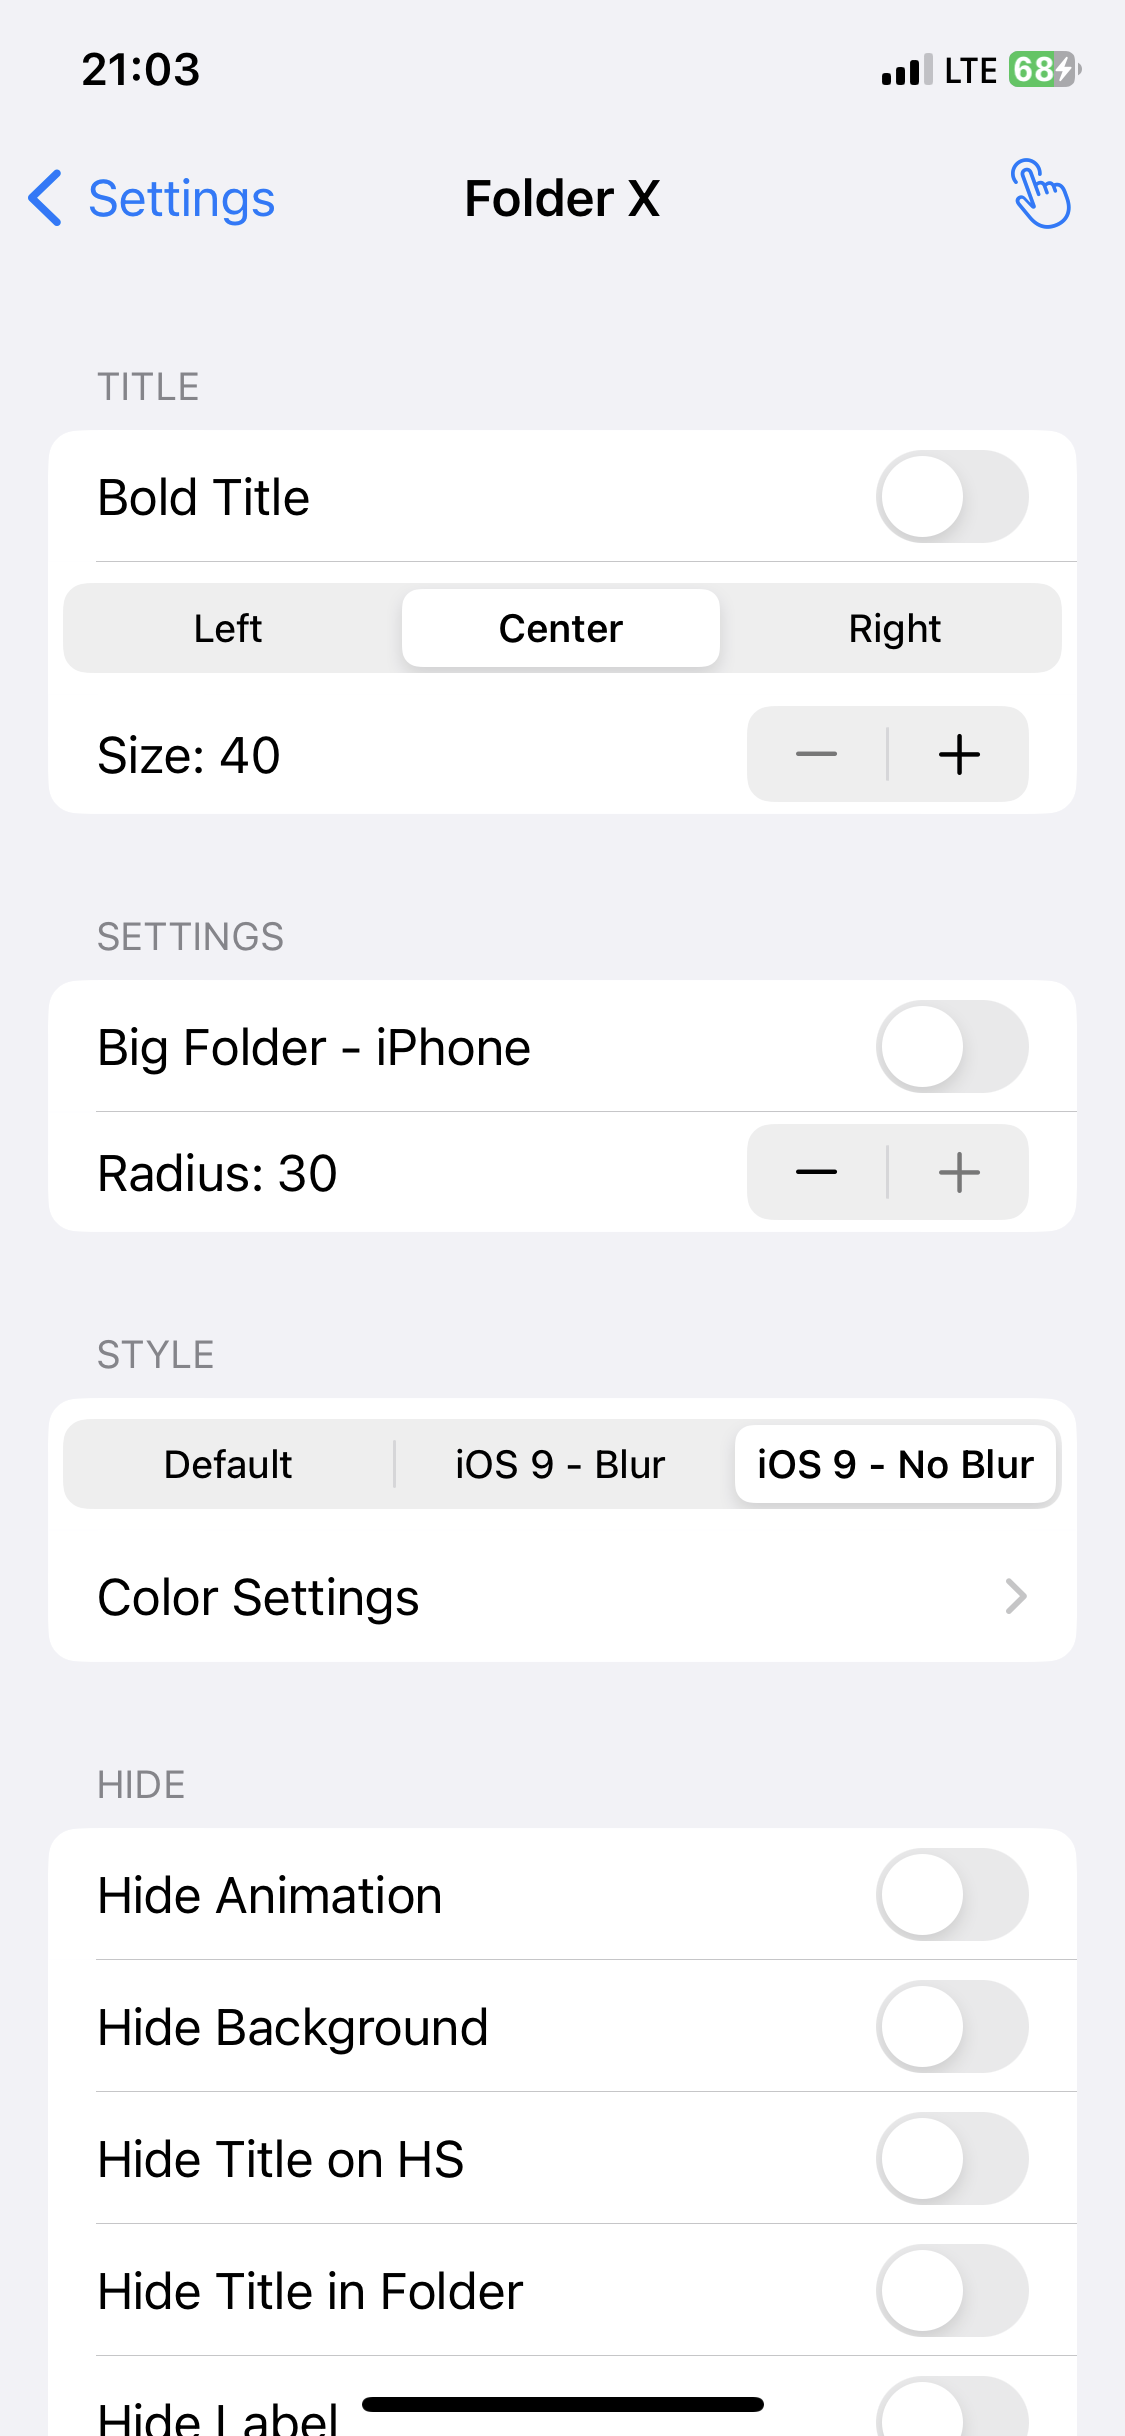 21:03
LTE 68
Settings
Folder X
TITLE
Bold Title
Left Center Right
Size: 40
SETTINGS
Big Folder - iPhone
Radius: 30
STYLE
Default iOS 9 - Blur iOS 9 - No Blur
Color Settings
HIDE
Hide Animation
Hide Background
Hide Title on HS
Hide Title in Folder
Hide Label